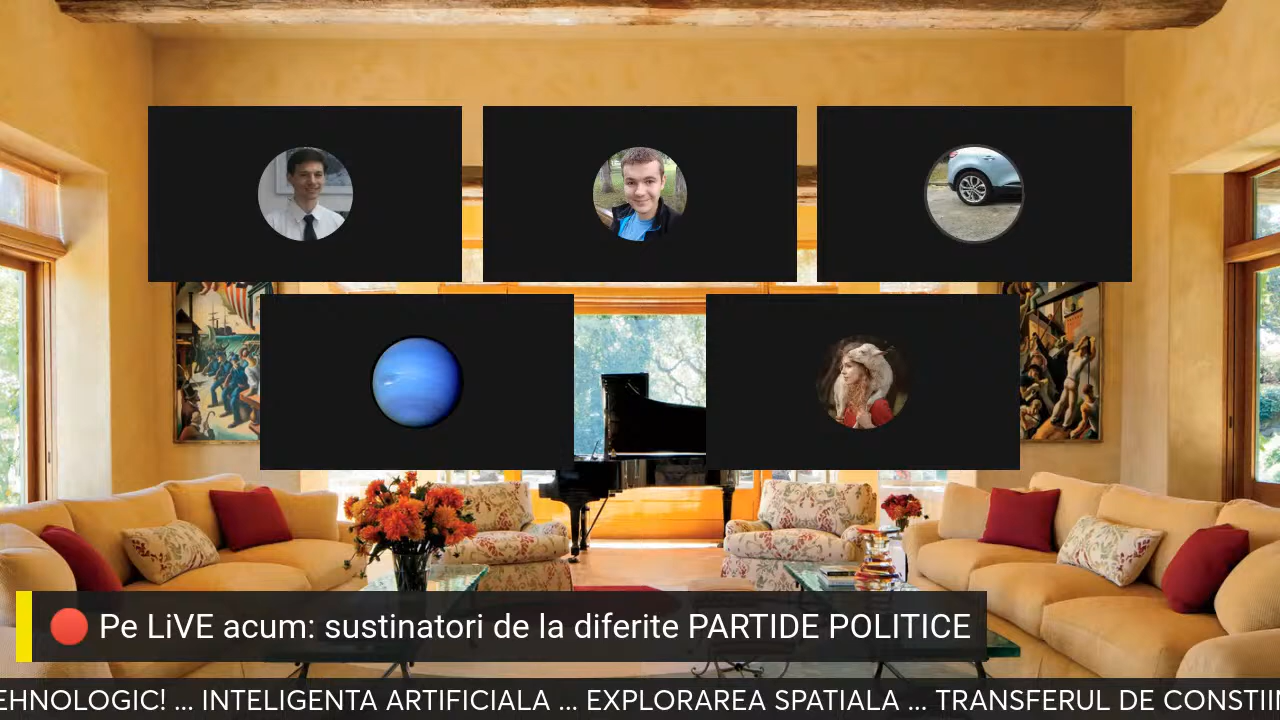 🔴 Pe LiVE acum: sustinatori de la diferite PARTIDE POLITICE
EHNOLOGIC! ... INTELIGENTA ARTIFICIALA ... EXPLORAREA SPATIALA ... TRANSFERUL DE CONSTII